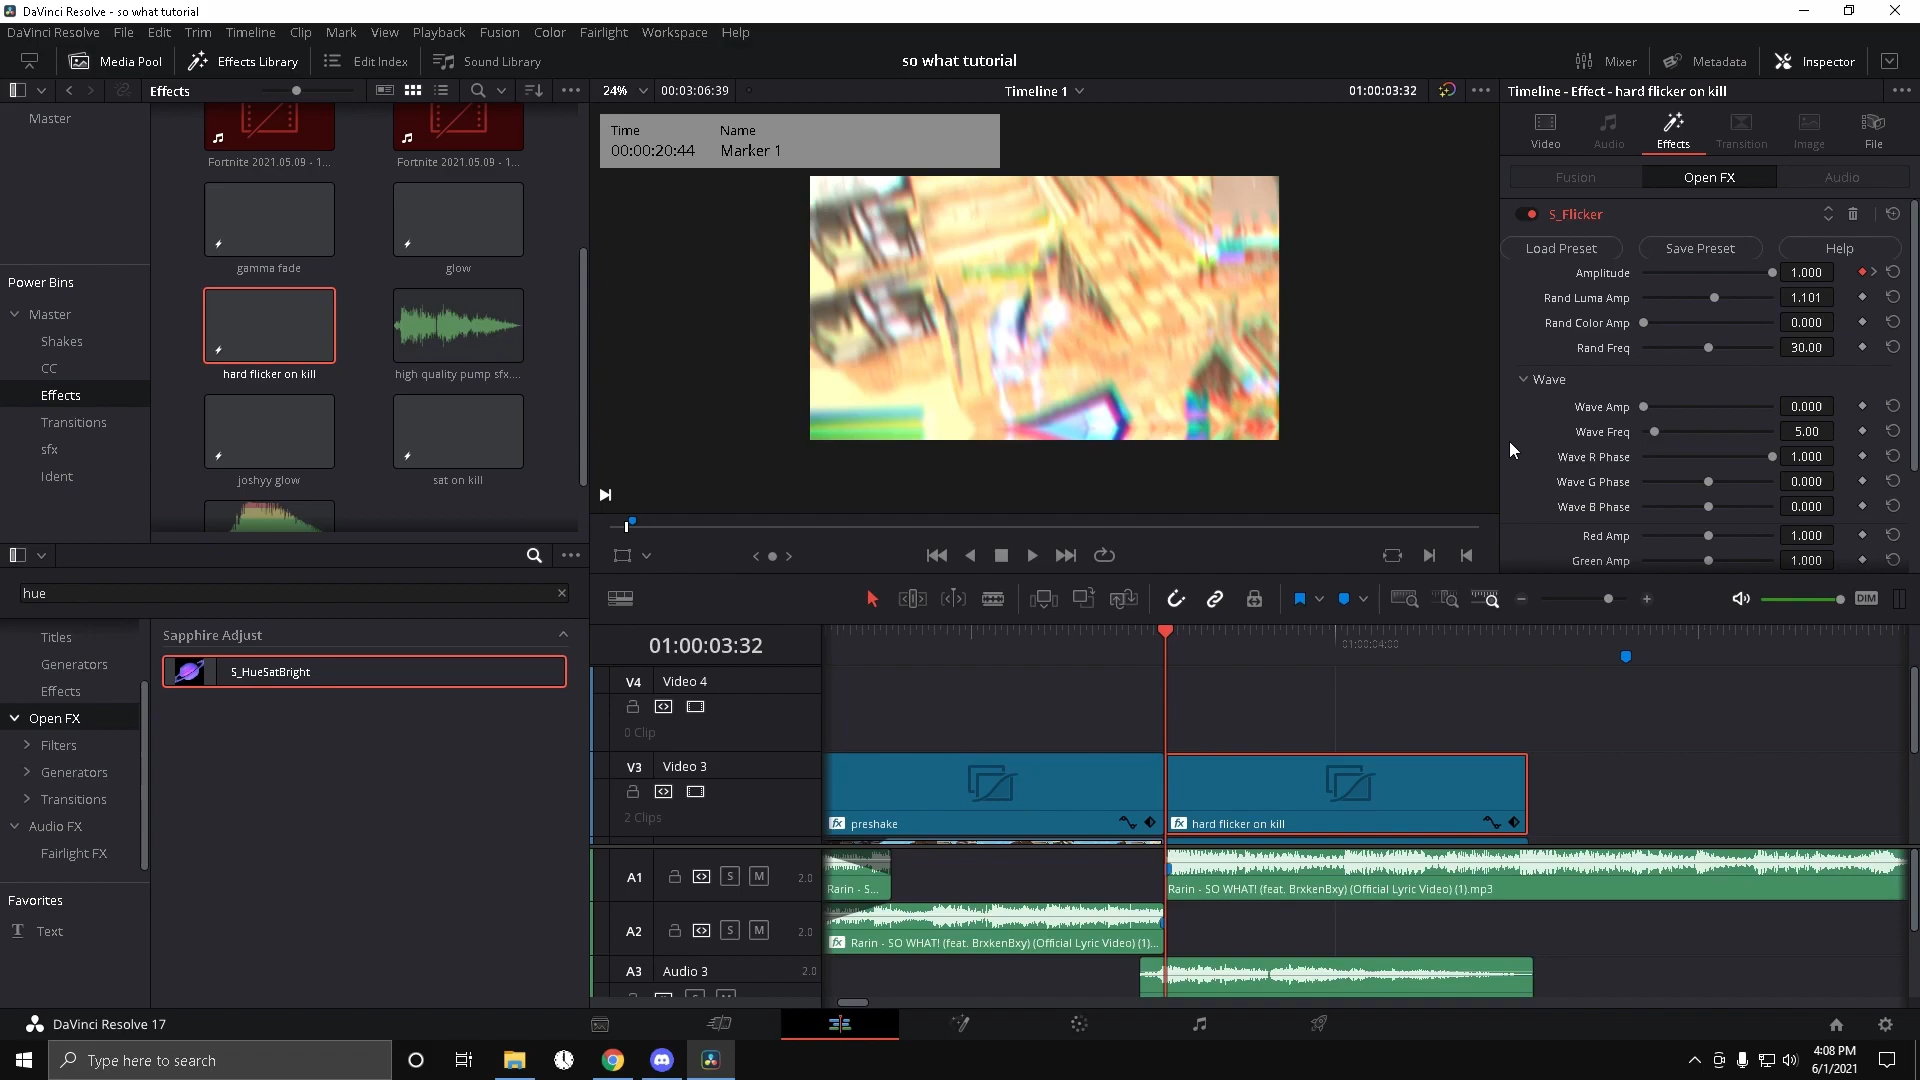 DaVinci Resolve - so what tutorial
DaVinci Resolve File Edit Trim Timeline Clip Mark View Playback Fusion Color Fairlight Workspace Help
Media Pool Effects Library Edit Index Sound Library
so what tutorial
Mixer Metadata Inspector
Effects
24% 00:03:06:39 Timeline 1 01:00:03:32
Timeline - Effect - hard flicker on kill
Master
Fortnite 2021.05.09 - 1...
Fortnite 2021.05.09 - 1...
gamma fade
glow
hard flicker on kill
high quality pump sfx....
joshyy glow
sat on kill
Power Bins
Master
Shakes
CC
Effects
Transitions
sfx
Ident
Time Name
00:00:20:44 Marker 1
Video Audio Effects Transition Image File
Fusion Open FX Audio
S_Flicker
Load Preset Save Preset Help
Amplitude 1.000
Rand Luma Amp 1.101
Rand Color Amp 0.000
Rand Freq 30.00
Wave
Wave Amp 0.000
Wave Freq 5.00
Wave R Phase 1.000
Wave G Phase 0.000
Wave B Phase 0.000
Red Amp 1.000
Green Amp 1.000
hue
Titles
Generators
Effects
Open FX
Filters
Generators
Transitions
Audio FX
Fairlight FX
Favorites
T Text
Sapphire Adjust
S_HueSatBright
DIM
01:00:03:32
01:00:04:00
V4 Video 4
0 Clip
V3 Video 3
2 Clips
fx preshake
fx hard flicker on kill
A1 S M 2.0
Rarin - S...
Rarin - SO WHAT! (feat. BrxkenBxy) (Official Lyric Video) (1).mp3
A2 S M 2.0
fx Rarin - SO WHAT! (feat. BrxkenBxy) (Official Lyric Video) (1)...
A3 Audio 3 2.0
DaVinci Resolve 17
Type here to search
4:08 PM
6/1/2021